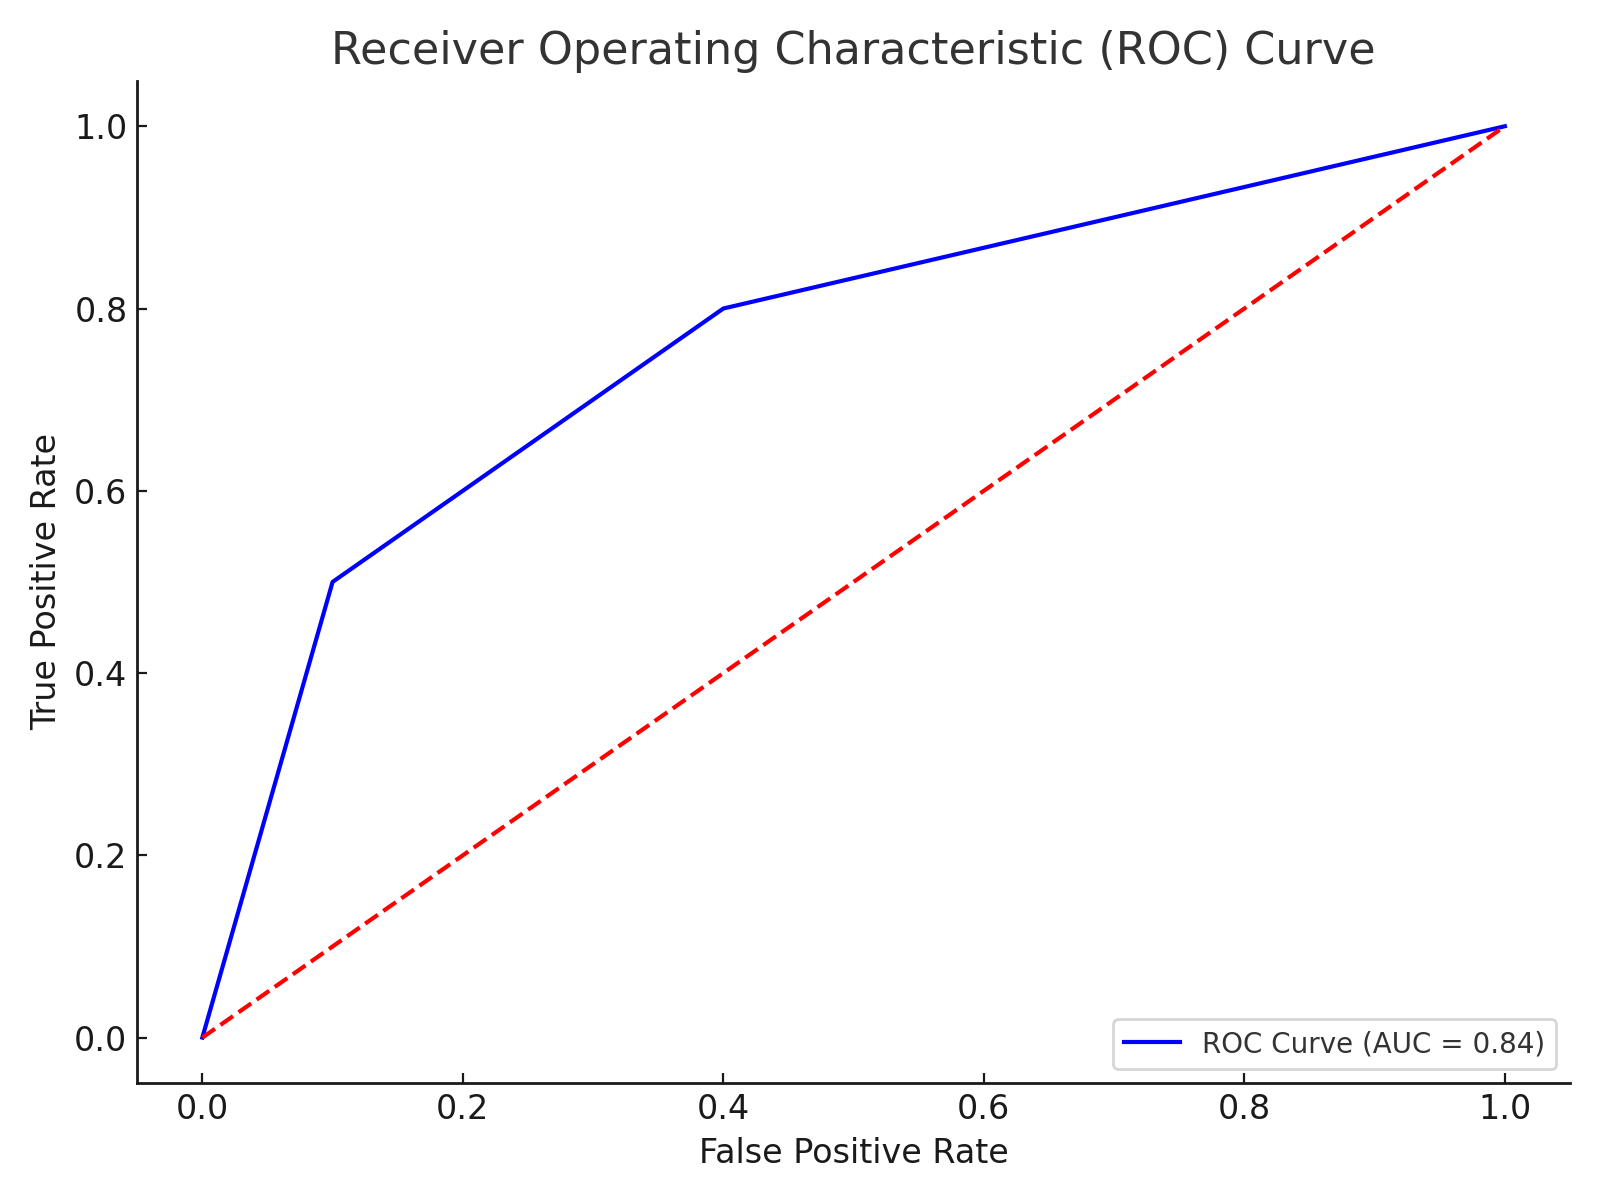 Receiver Operating Characteristic (ROC) Curve
1.0
0.8
0.6
0.4
0.2
0.0
True Positive Rate
ROC Curve (AUC = 0.84)
0.0 0.2 0.4 0.6 0.8 1.0
False Positive Rate